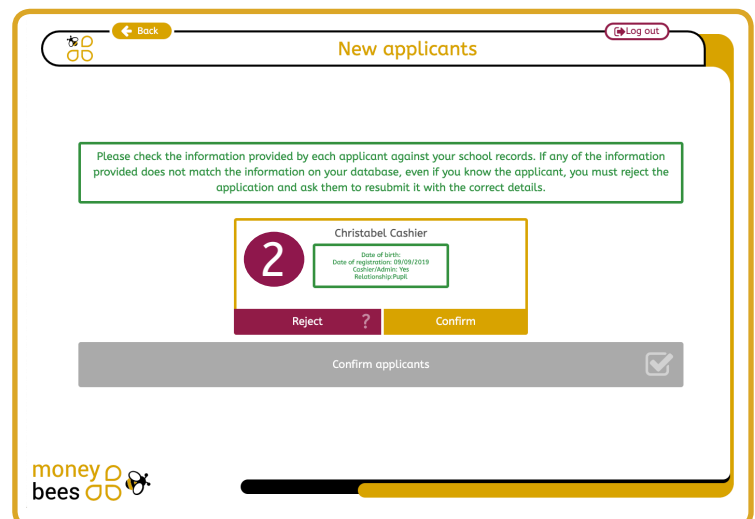 Back
Log out
New applicants
Please check the information provided by each applicant against your school records. If any of the information
provided does not match the information on your database, even if you know the applicant, you must reject the
application and ask them to resubmit it with the correct details.
Christabel Cashier
2
Date of birth:
Date of registration: 09/09/2019
Cashier/Admin: Yes
Relationship:Pupil
Reject ?
Confirm
Confirm applicants
money
bees